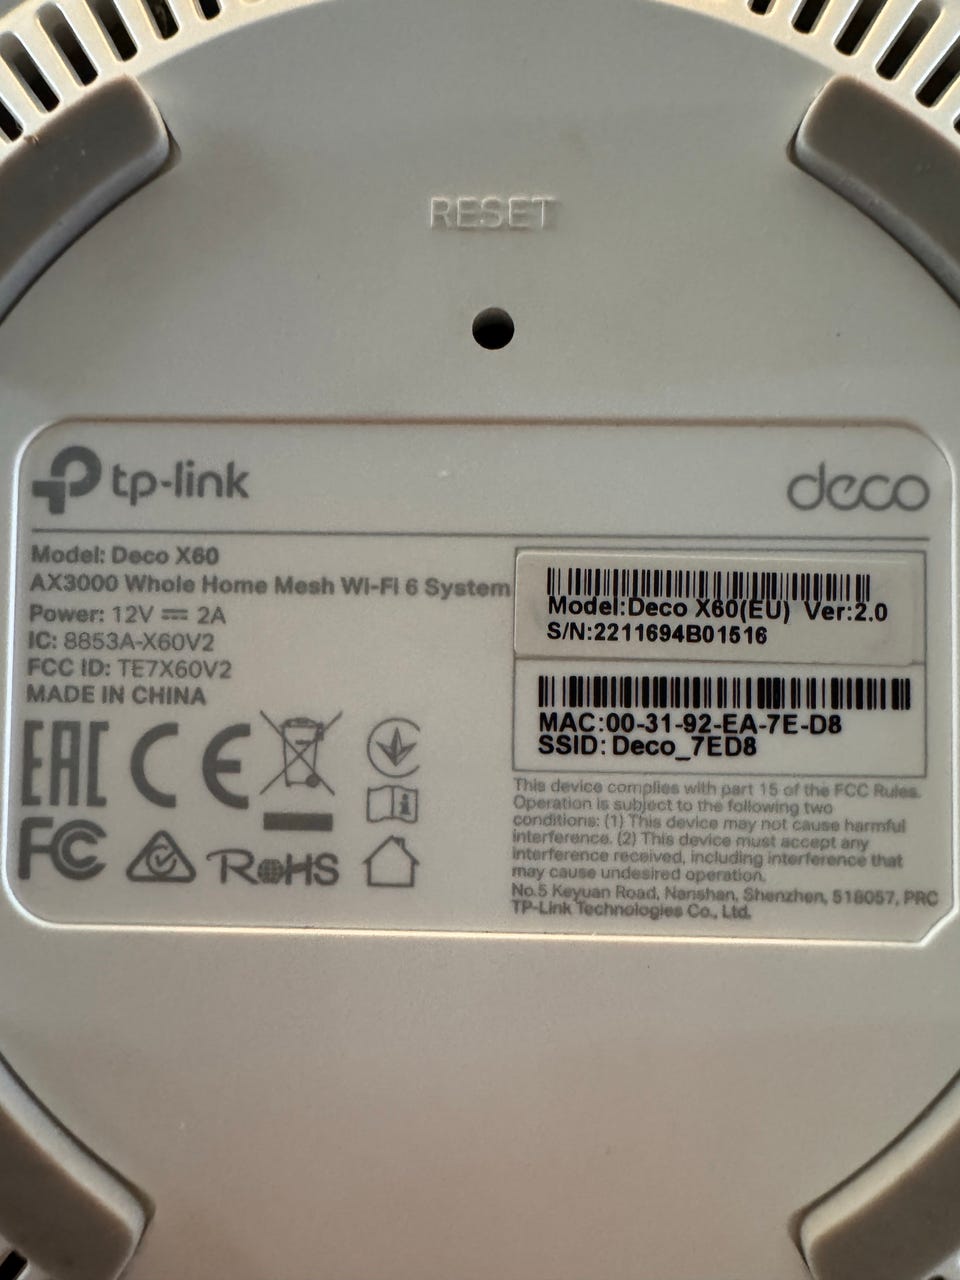 RESET
tp-link
deco
Model: Deco X60
AX3000 Whole Home Mesh Wi-Fi 6 System
Power: 12V ⎓ 2A
IC: 8853A-X60V2
FCC ID: TE7X60V2
MADE IN CHINA
Model:Deco X60(EU) Ver:2.0
S/N:2211694B01516
MAC:00-31-92-EA-7E-D8
SSID: Deco_7ED8
EAC CE
FC RoHS
This device complies with part 15 of the FCC Rules.
Operation is subject to the following two
conditions: (1) This device may not cause harmful
interference. (2) This device must accept any
interference received, including interference that
may cause undesired operation.
No.5 Keyuan Road, Nanshan, Shenzhen, 518057, PRC
TP-Link Technologies Co., Ltd.